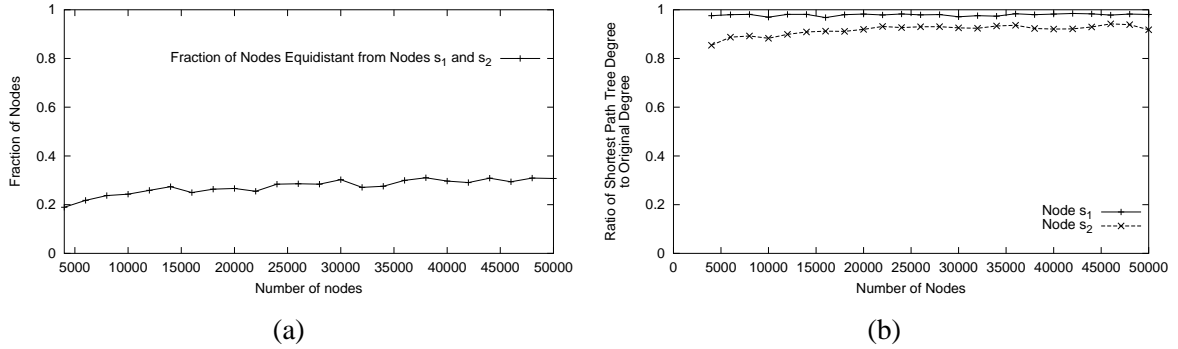 Fraction of Nodes
1
0.8
0.6
0.4
0.2
0
Fraction of Nodes Equidistant from Nodes s1 and s2
5000 10000 15000 20000 25000 30000 35000 40000 45000 50000
Number of nodes
(a)
Ratio of Shortest Path Tree Degree
to Original Degree
1
0.8
0.6
0.4
0.2
0
Node s1
Node s2
0 5000 10000 15000 20000 25000 30000 35000 40000 45000 50000
Number of Nodes
(b)